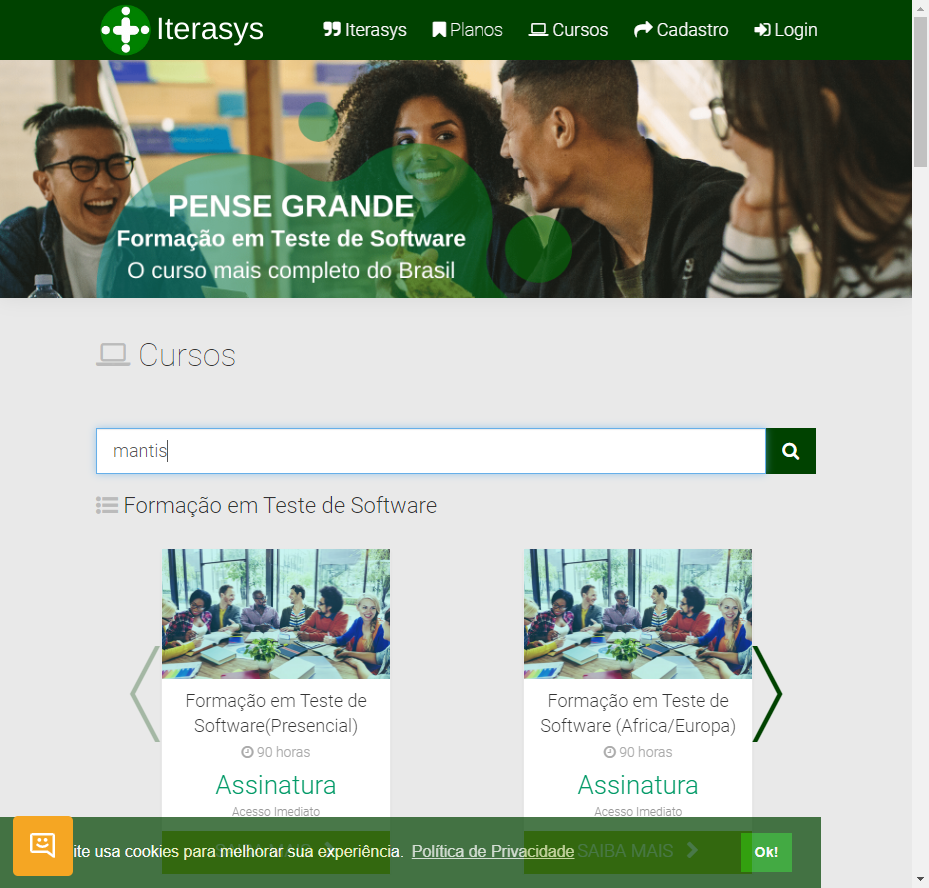 Iterasys
Iterasys Planos Cursos Cadastro Login
PENSE GRANDE
Formação em Teste de Software
O curso mais completo do Brasil
Cursos
mantis
Formação em Teste de Software
Formação em Teste de
Software(Presencial)
90 horas
Assinatura
Acesso Imediato
Formação em Teste de
Software (Africa/Europa)
90 horas
Assinatura
Acesso Imediato
SAIBA MAIS
ite usa cookies para melhorar sua experiência. Política de Privacidade
Ok!